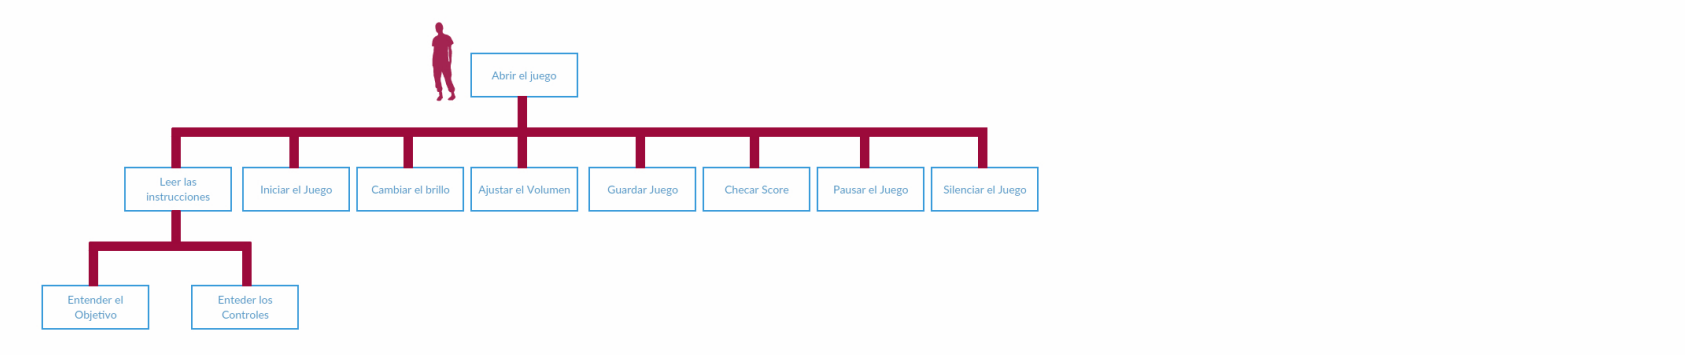 Abrir el juego
Leer las
instrucciones
Iniciar el Juego
Cambiar el brillo
Ajustar el Volumen
Guardar Juego
Checar Score
Pausar el Juego
Silenciar el Juego
Entender el
Objetivo
Enteder los
Controles